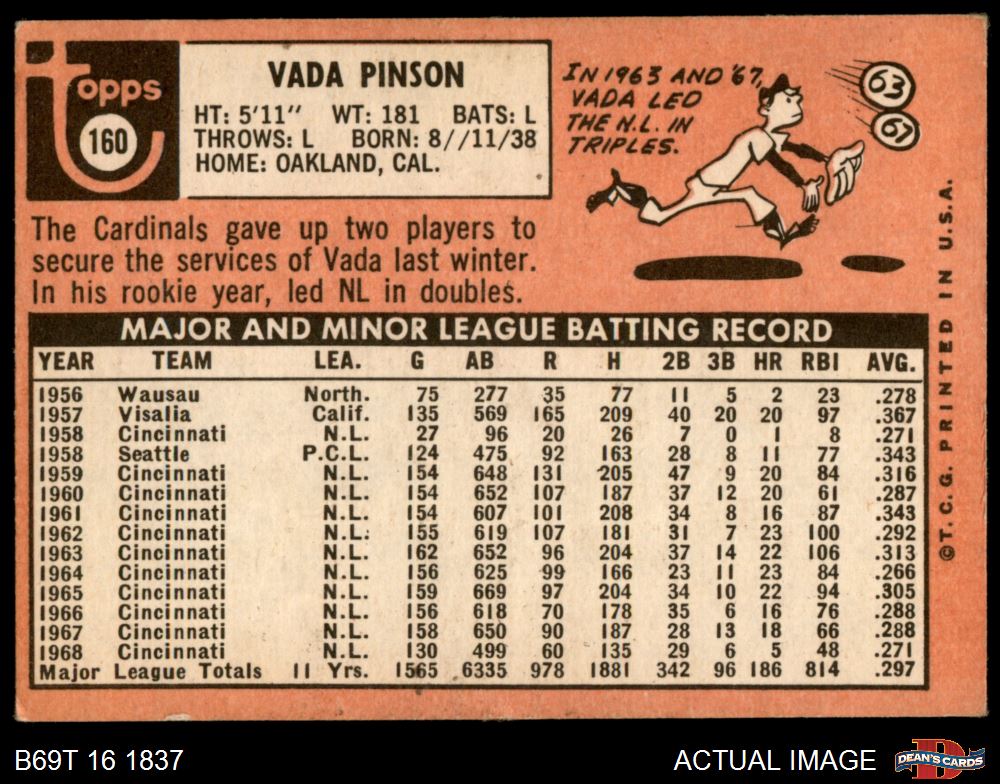 topps
160
VADA PINSON
HT: 5'11" WT: 181 BATS: L
THROWS: L BORN: 8//11/38
HOME: OAKLAND, CAL.
IN 1963 AND '67,
VADA LED
THE N.L. IN
TRIPLES.
63
67
The Cardinals gave up two players to
secure the services of Vada last winter.
In his rookie year, led NL in doubles.
MAJOR AND MINOR LEAGUE BATTING RECORD
YEAR TEAM LEA. G AB R H 2B 3B HR RBI AVG.
1956 Wausau North. 75 277 35 77 11 5 2 23 .278
1957 Visalia Calif. 135 569 165 209 40 20 20 97 .367
1958 Cincinnati N.L. 27 96 20 26 7 0 1 8 .271
1958 Seattle P.C.L. 124 475 92 163 28 8 11 77 .343
1959 Cincinnati N.L. 154 648 131 205 47 9 20 84 .316
1960 Cincinnati N.L. 154 652 107 187 37 12 20 61 .287
1961 Cincinnati N.L. 154 607 101 208 34 8 16 87 .343
1962 Cincinnati N.L. 155 619 107 181 31 7 23 100 .292
1963 Cincinnati N.L. 162 652 96 204 37 14 22 106 .313
1964 Cincinnati N.L. 156 625 99 166 23 11 23 84 .266
1965 Cincinnati N.L. 159 669 97 204 34 10 22 94 .305
1966 Cincinnati N.L. 156 618 70 178 35 6 16 76 .288
1967 Cincinnati N.L. 158 650 90 187 28 13 18 66 .288
1968 Cincinnati N.L. 130 499 60 135 29 6 5 48 .271
Major League Totals 11 Yrs. 1565 6335 978 1881 342 96 186 814 .297
©T.C.G. PRINTED IN U.S.A.
B69T 16 1837
ACTUAL IMAGE
DEAN'S CARDS